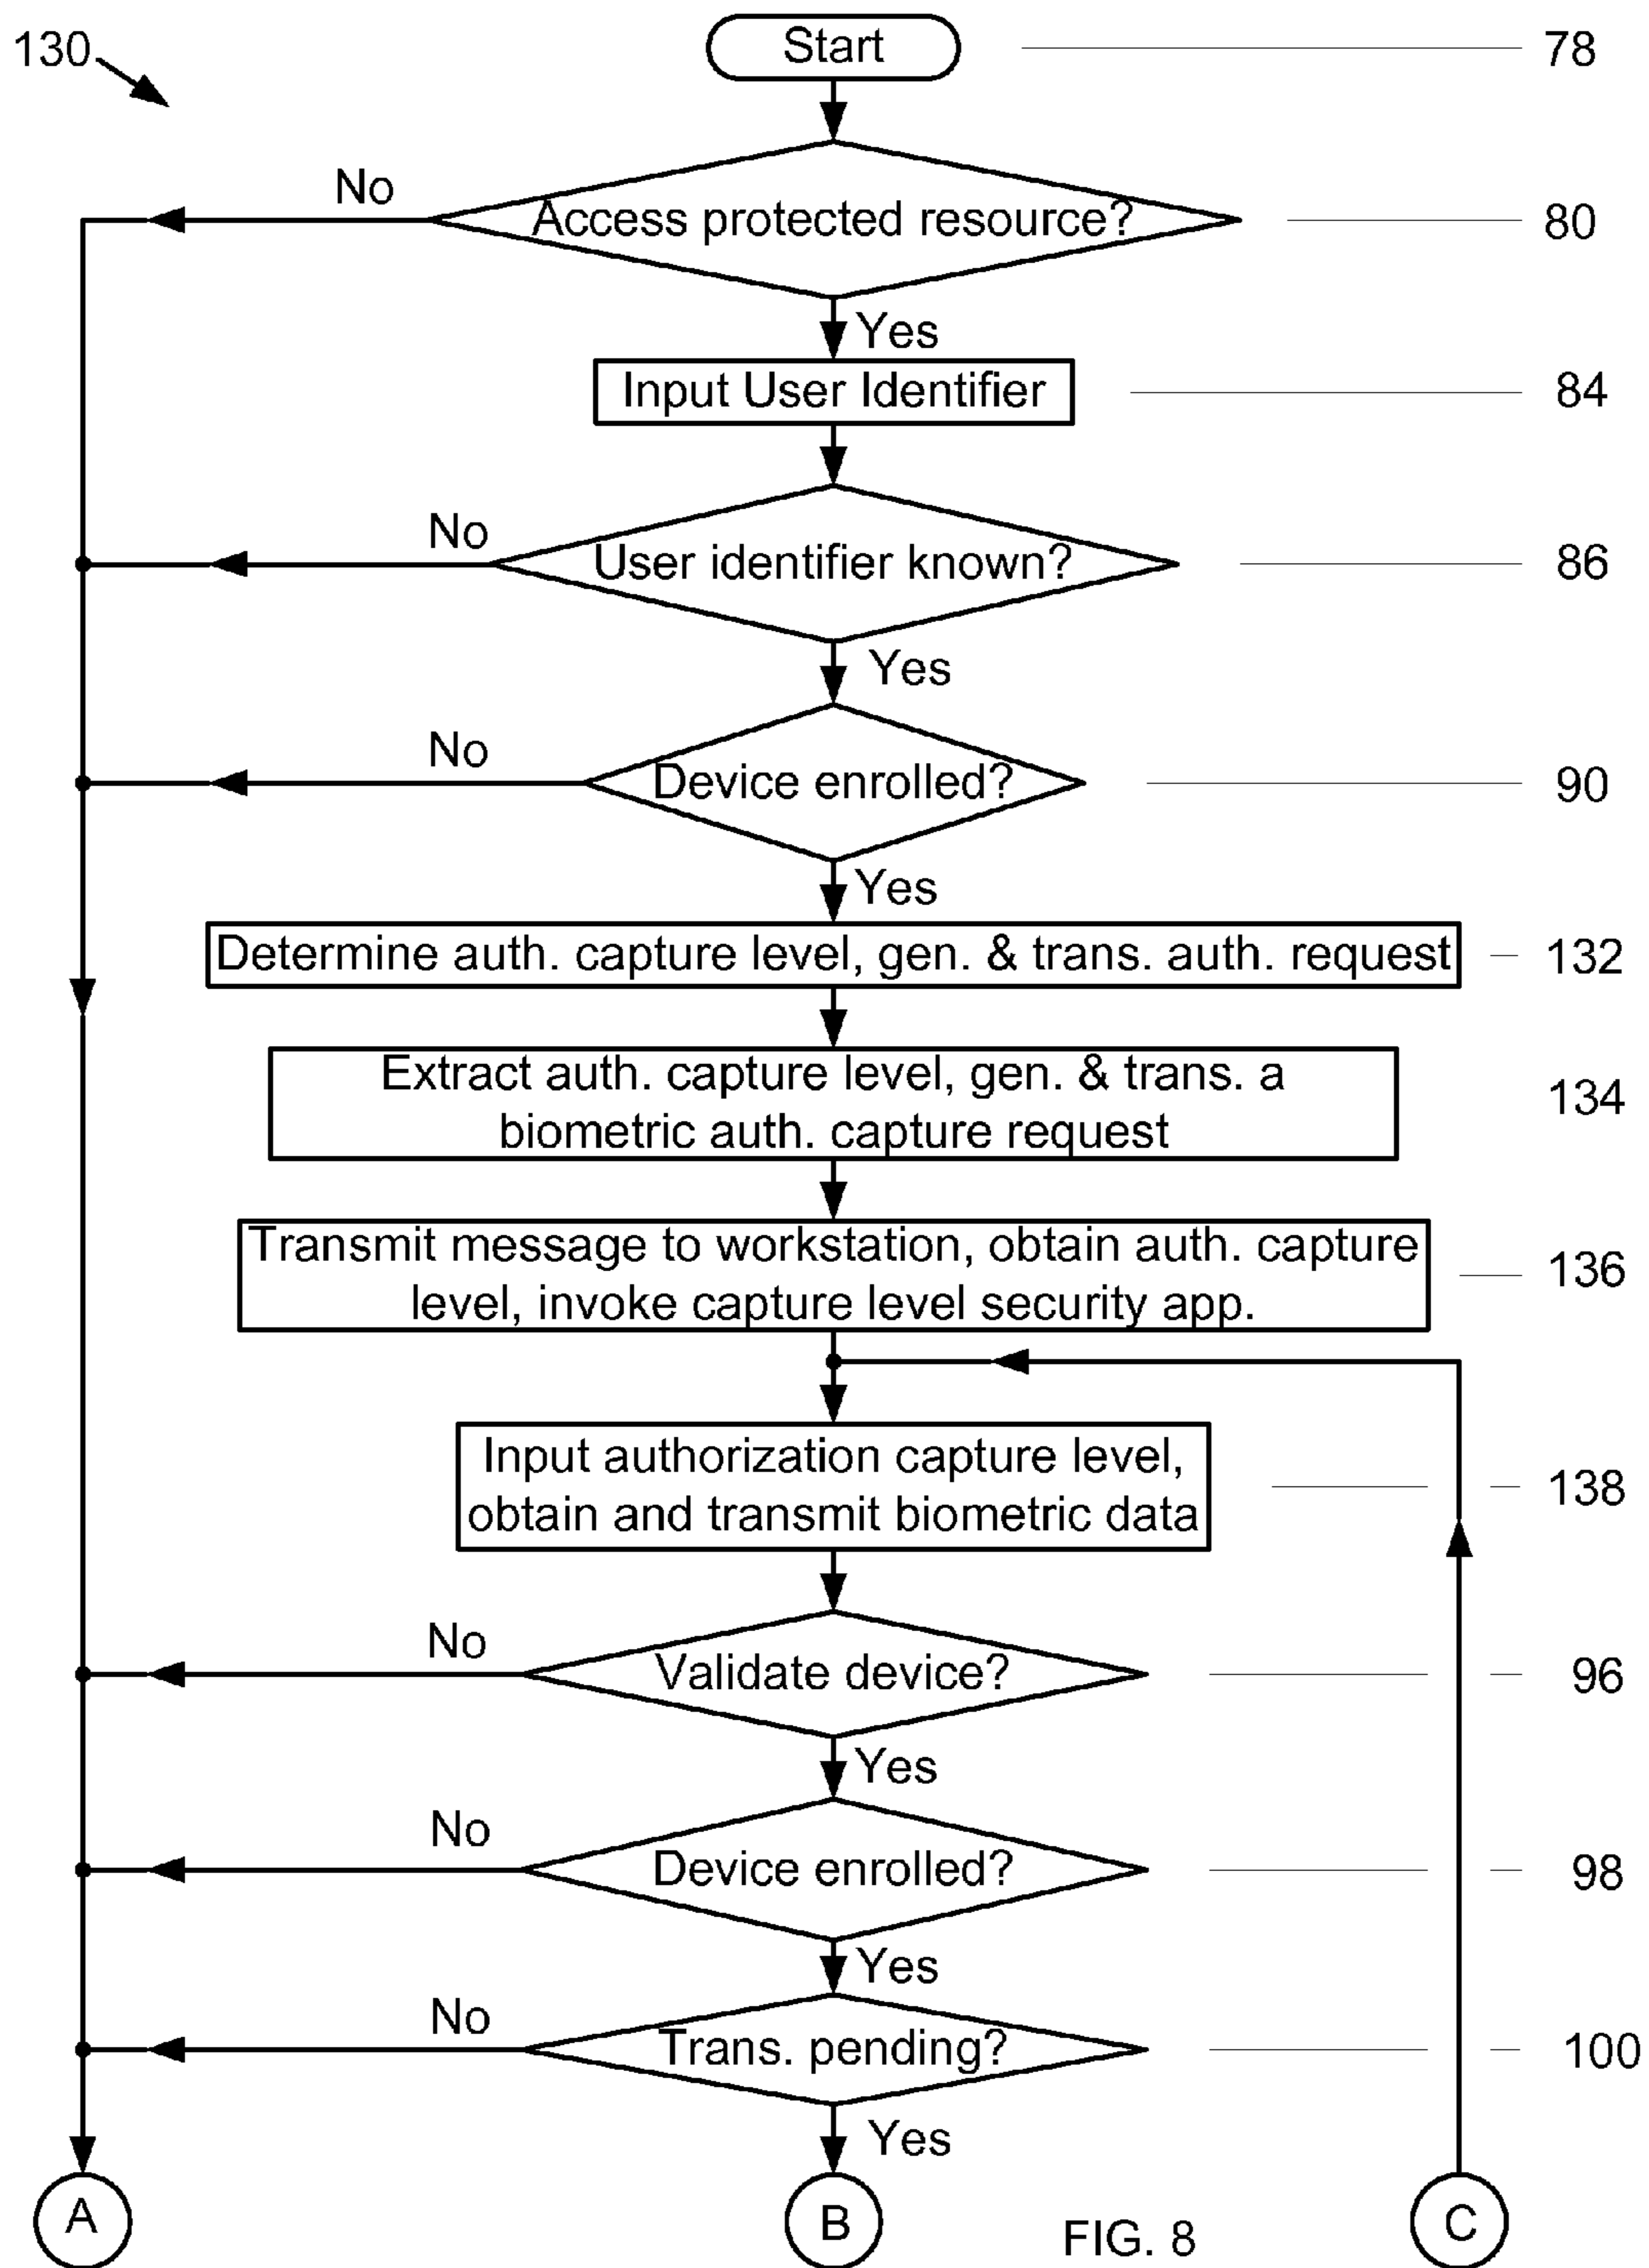 130
Start
78
No
Access protected resource?
80
Yes
Input User Identifier
84
No
User identifier known?
86
Yes
No
Device enrolled?
90
Yes
Determine auth. capture level, gen. & trans. auth. request
132
Extract auth. capture level, gen. & trans. a
biometric auth. capture request
134
Transmit message to workstation, obtain auth. capture
level, invoke capture level security app.
136
Input authorization capture level,
obtain and transmit biometric data
138
No
Validate device?
96
Yes
No
Device enrolled?
98
Yes
No
Trans. pending?
100
Yes
A
B
C
FIG. 8